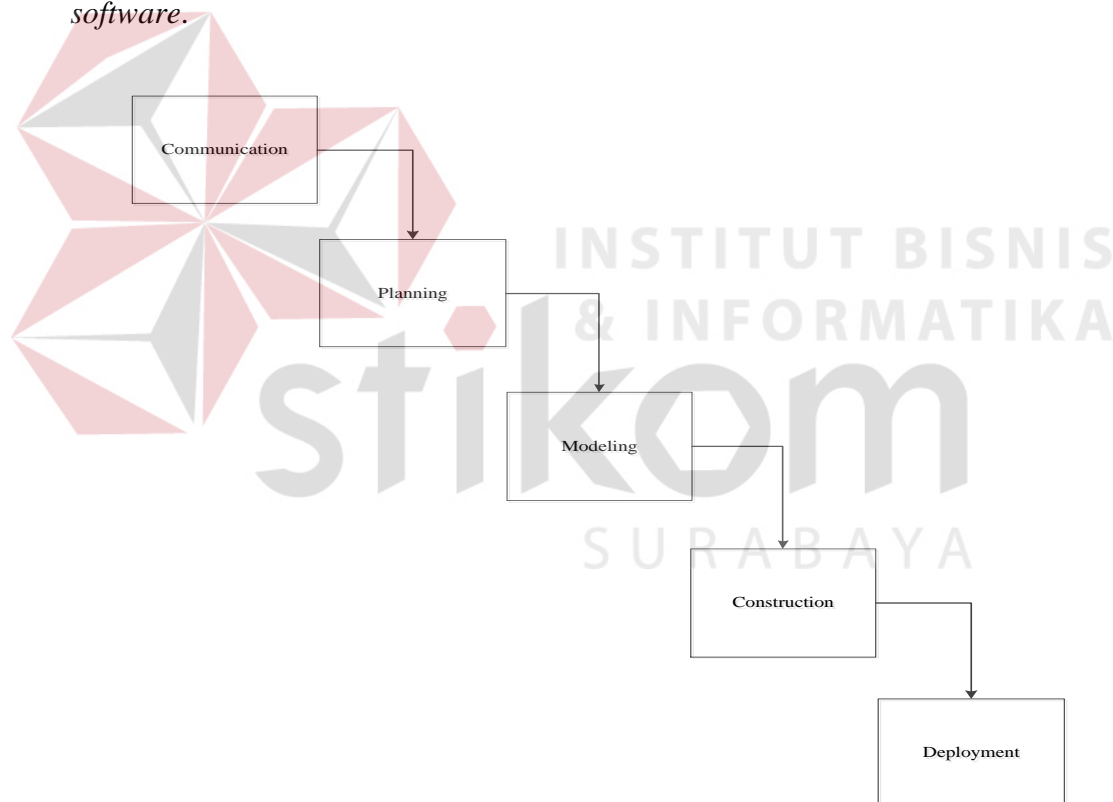 software.
Communication
INSTITUT BISNIS
Planning
& INFORMATIKA
stikom
Modeling
SURABAYA
Construction
Deployment